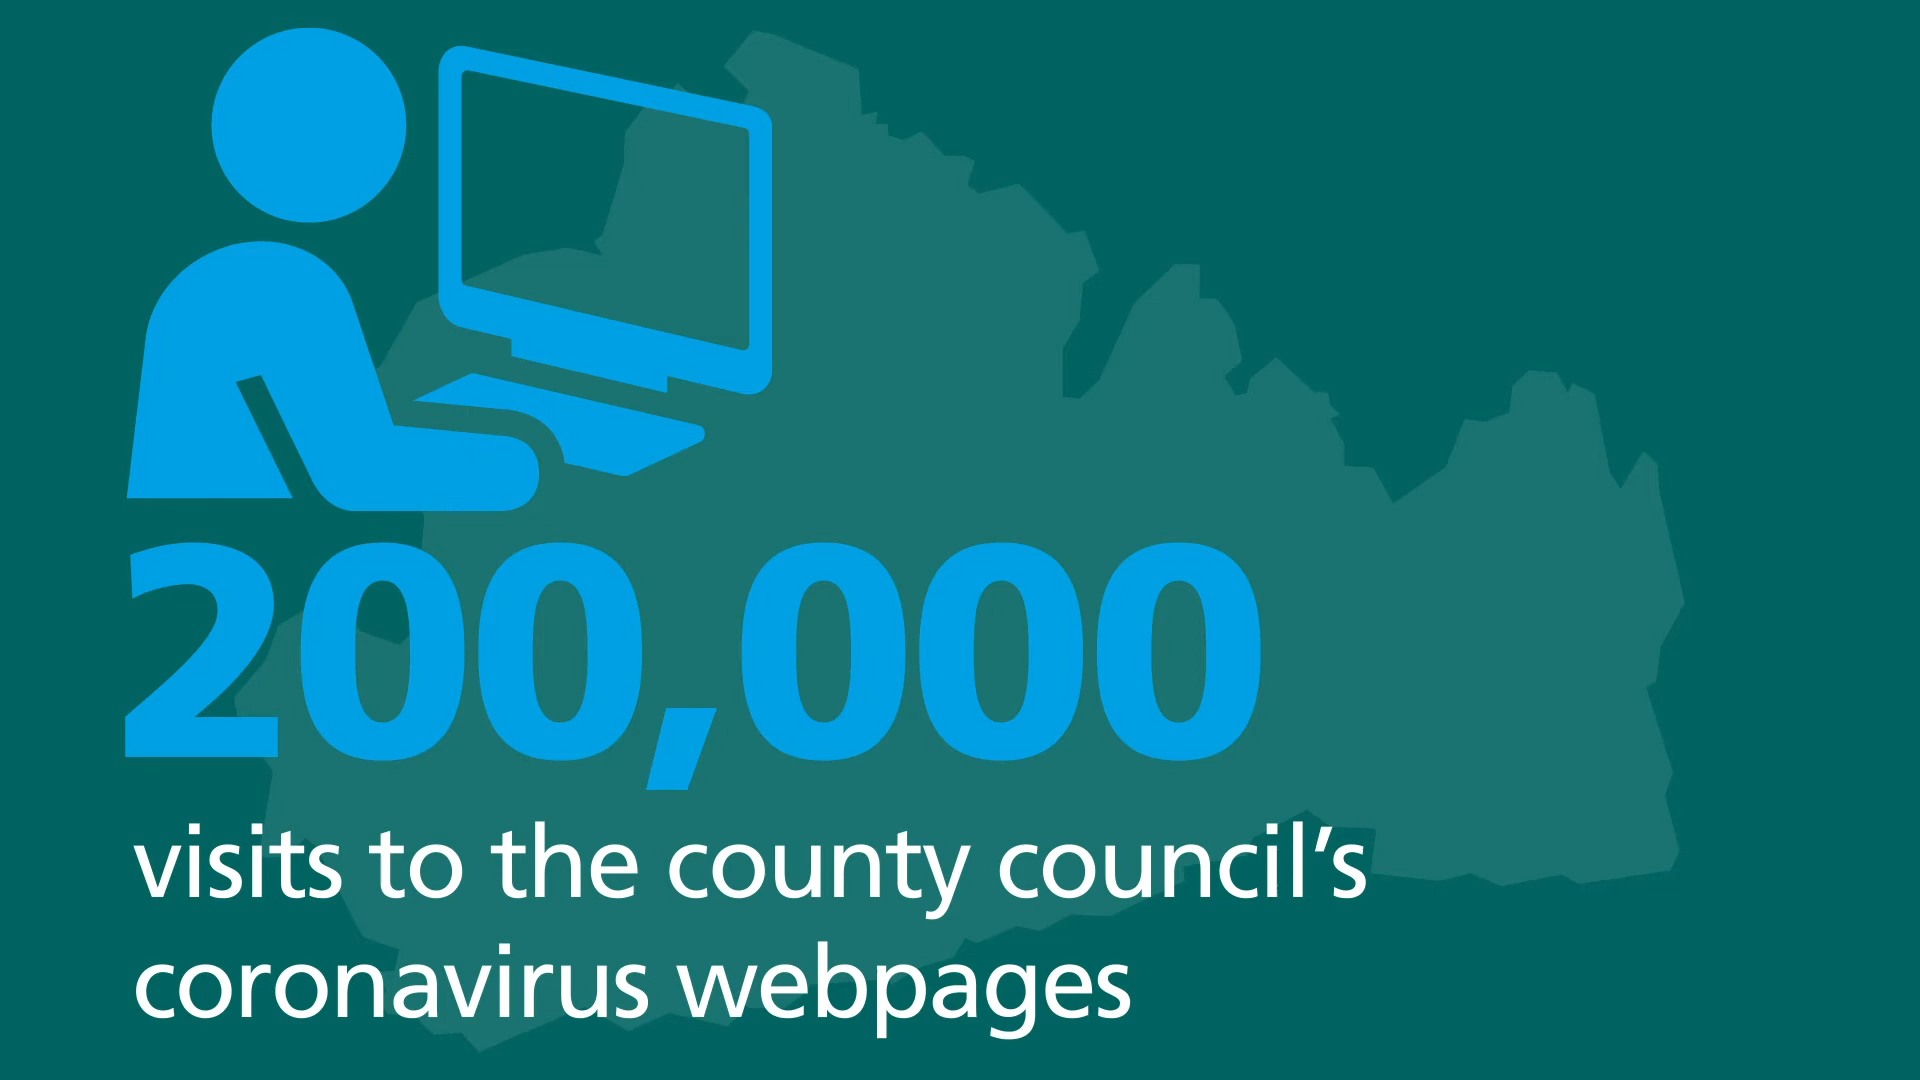 200,000
visits to the county council’s
coronavirus webpages